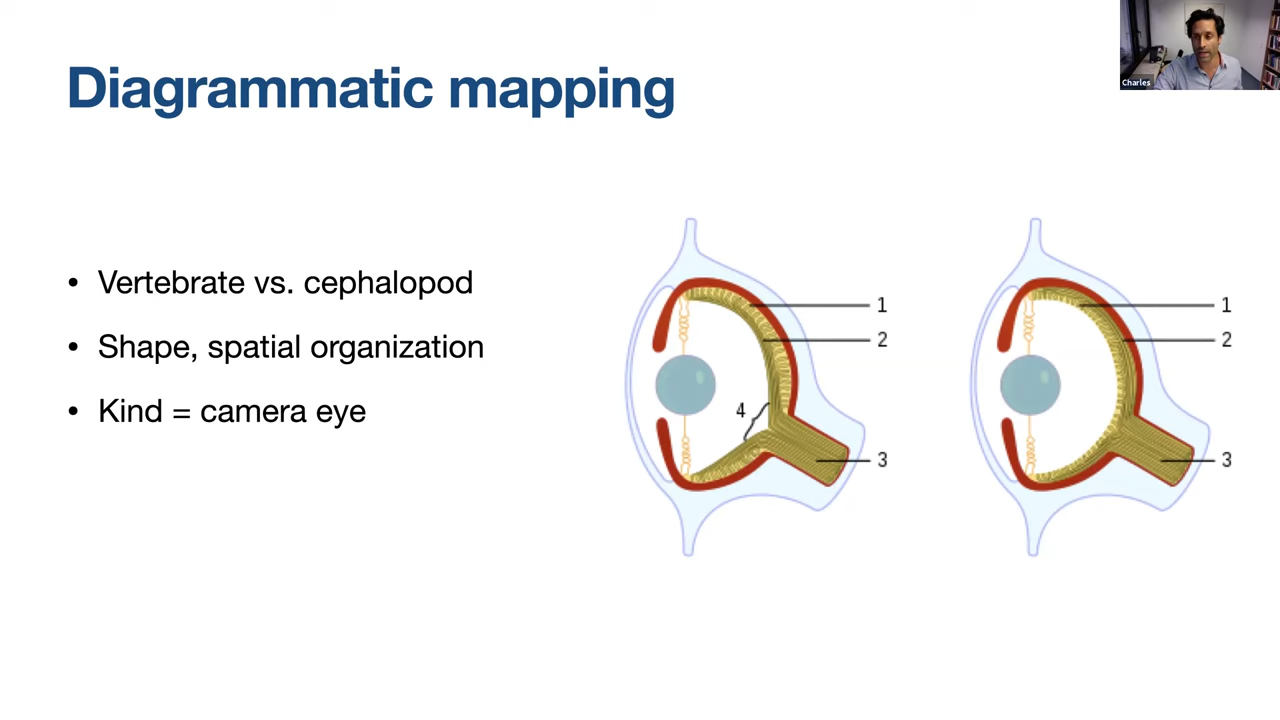 Diagrammatic mapping
Charles
• Vertebrate vs. cephalopod
• Shape, spatial organization
• Kind = camera eye
1
2
4
3
1
2
3